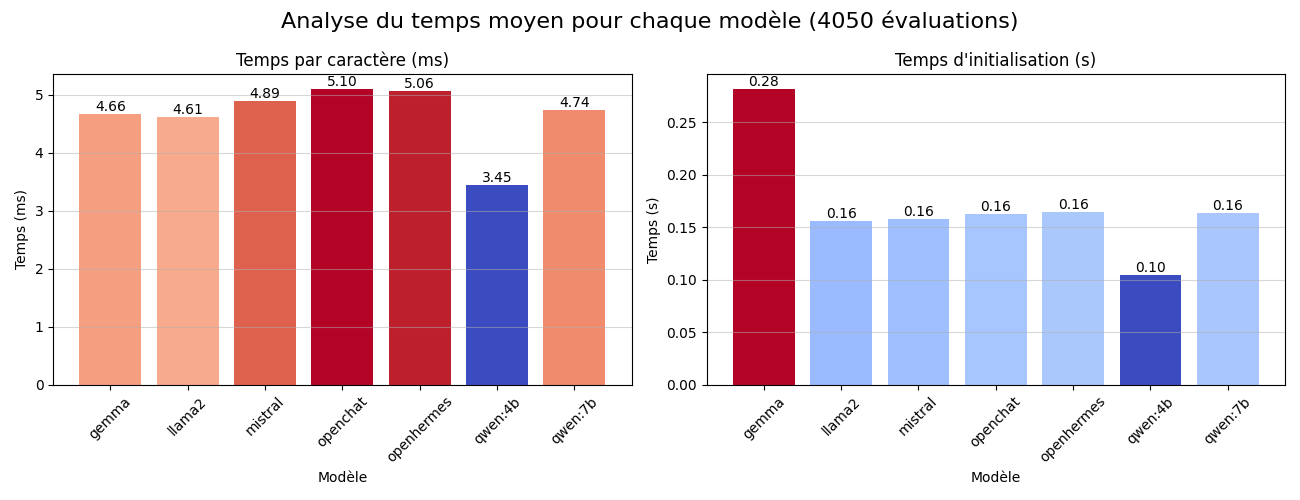 Analyse du temps moyen pour chaque modèle (4050 évaluations)
Temps par caractère (ms)
5.10
5.06
4.89
4.74
4.66
4.61
3.45
5
4
3
2
1
0
Temps (ms)
gemma
llama2
mistral
openchat
openhermes
qwen:4b
qwen:7b
Modèle
Temps d'initialisation (s)
0.28
0.16
0.16
0.16
0.16
0.10
0.16
0.25
0.20
0.15
0.10
0.05
0.00
Temps (s)
gemma
llama2
mistral
openchat
openhermes
qwen:4b
qwen:7b
Modèle